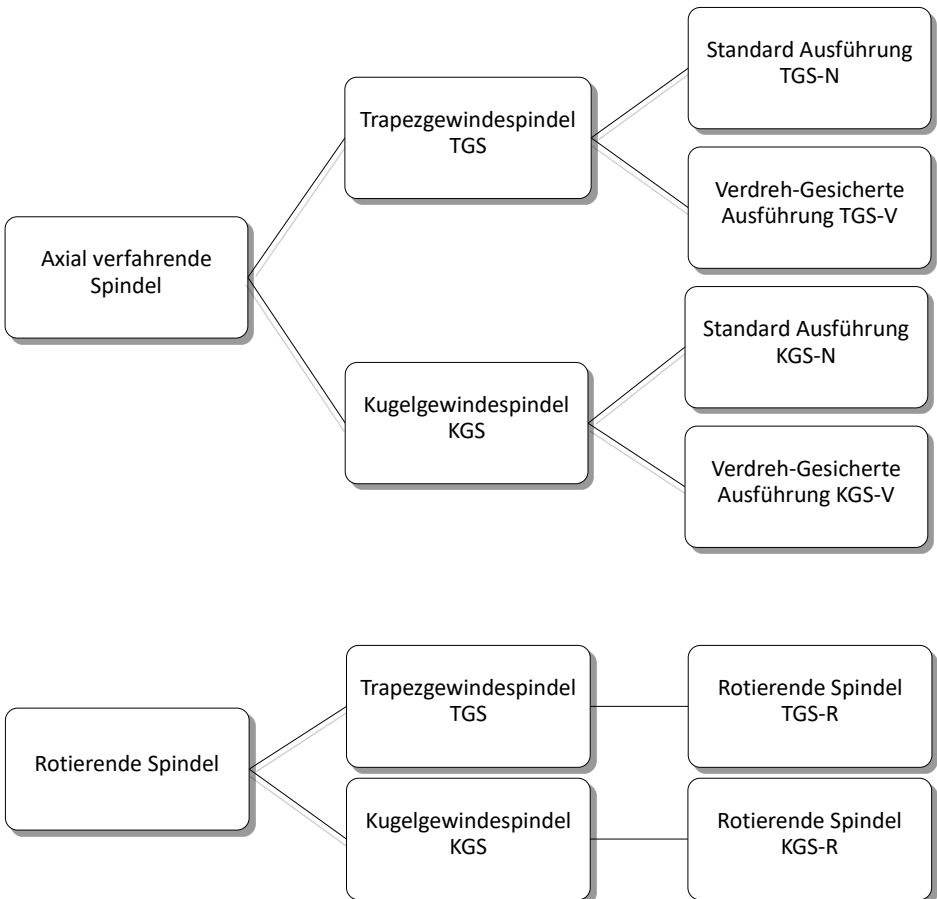 Standard Ausführung
TGS-N
Trapezgewindespindel
TGS
Verdreh-Gesicherte
Ausführung TGS-V
Axial verfahrende
Spindel
Standard Ausführung
KGS-N
Kugelgewindespindel
KGS
Verdreh-Gesicherte
Ausführung KGS-V
Trapezgewindespindel
TGS
Rotierende Spindel
TGS-R
Rotierende Spindel
Kugelgewindespindel
KGS
Rotierende Spindel
KGS-R